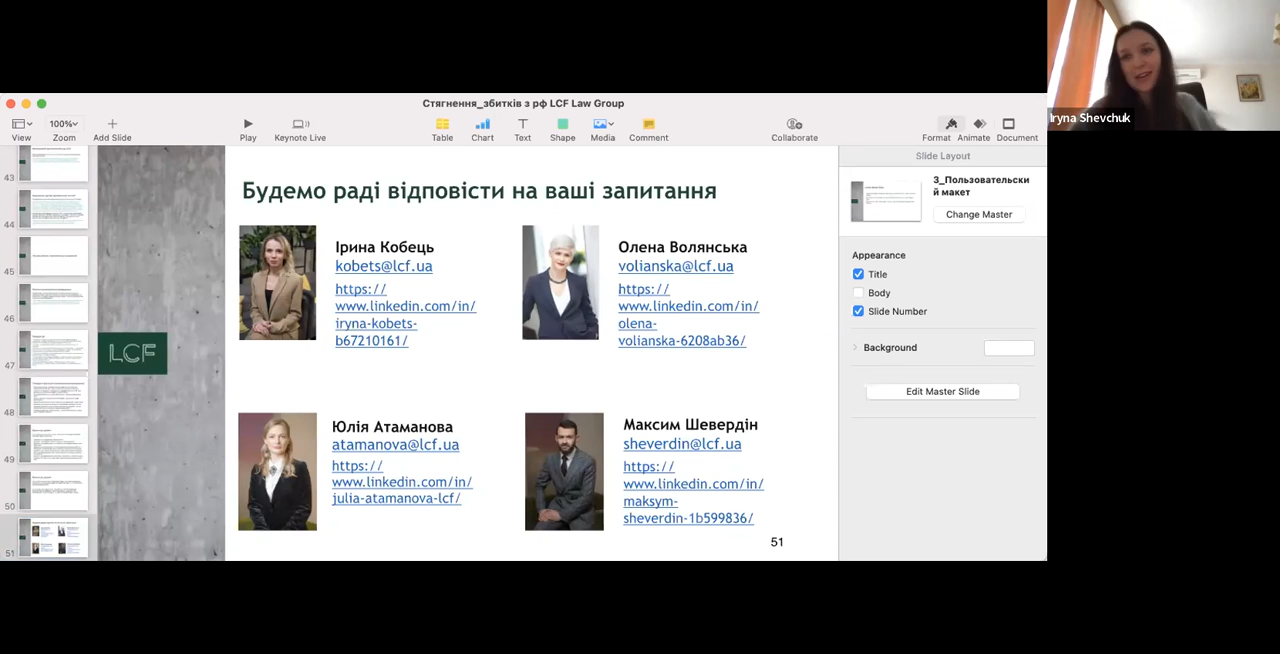 Iryna Shevchuk
Стягнення_збитків з рф LCF Law Group
View
100%
Zoom
Add Slide
Play
Keynote Live
Table
Chart
Text
Shape
Media
Comment
Collaborate
Format
Animate
Document
43
44
45
46
47
48
49
50
51
LCF
Будемо раді відповісти на ваші запитання
Ірина Кобець
kobets@lcf.ua
https://
www.linkedin.com/in/
iryna-kobets-
b67210161/
Олена Волянська
volianska@lcf.ua
https://
www.linkedin.com/in/
olena-
volianska-6208ab36/
Юлія Атаманова
atamanova@lcf.ua
https://
www.linkedin.com/in/
julia-atamanova-lcf/
Максим Шевердін
sheverdin@lcf.ua
https://
www.linkedin.com/in/
maksym-
sheverdin-1b599836/
51
Slide Layout
3_Пользовательски
й макет
Change Master
Appearance
Title
Body
Slide Number
Background
Edit Master Slide